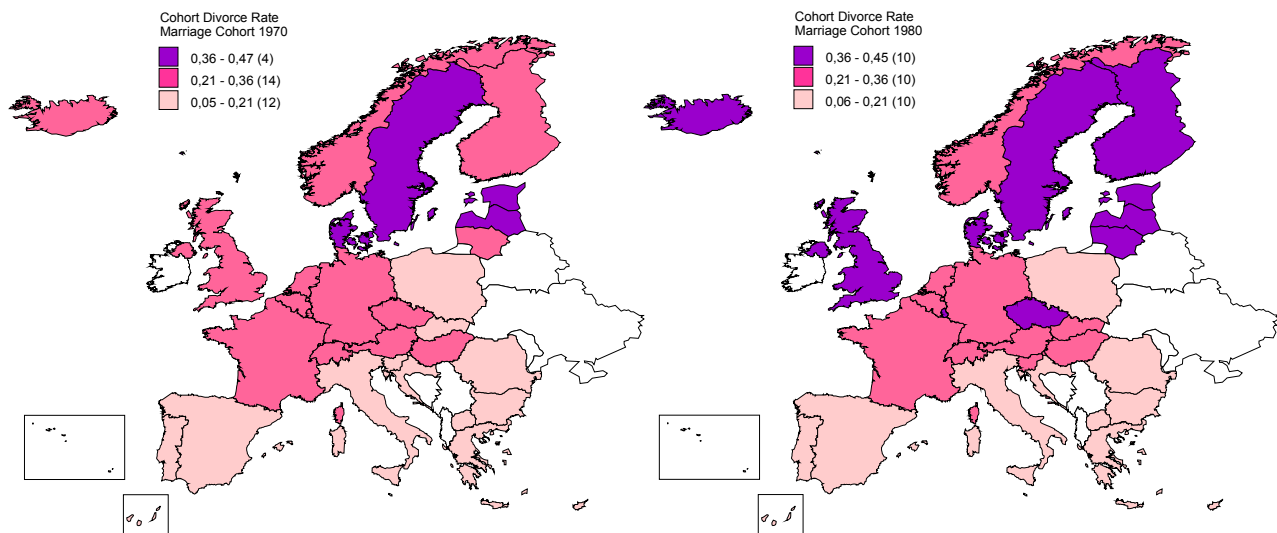 Cohort Divorce Rate
Marriage Cohort 1970
0,36 - 0,47 (4)
0,21 - 0,36 (14)
0,05 - 0,21 (12)
Cohort Divorce Rate
Marriage Cohort 1980
0,36 - 0,45 (10)
0,21 - 0,36 (10)
0,06 - 0,21 (10)